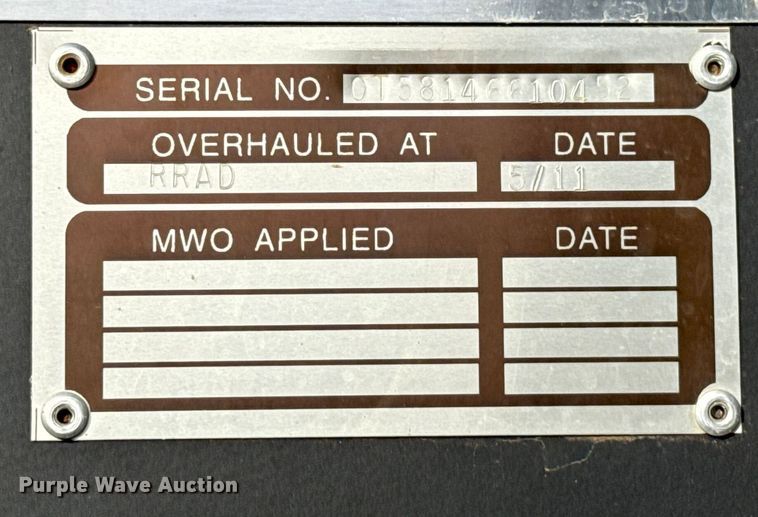 SERIAL NO.
OVERHAULED AT DATE
RRAD 5/11
MWO APPLIED DATE
Purple Wave Auction